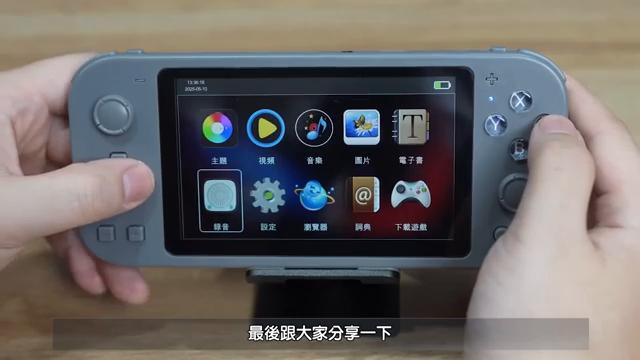 13:36:16
2025-05-10
主題 視頻 音樂 圖片 電子書
錄音 設定 瀏覽器 詞典 下載遊戲
X
B
最後跟大家分享一下